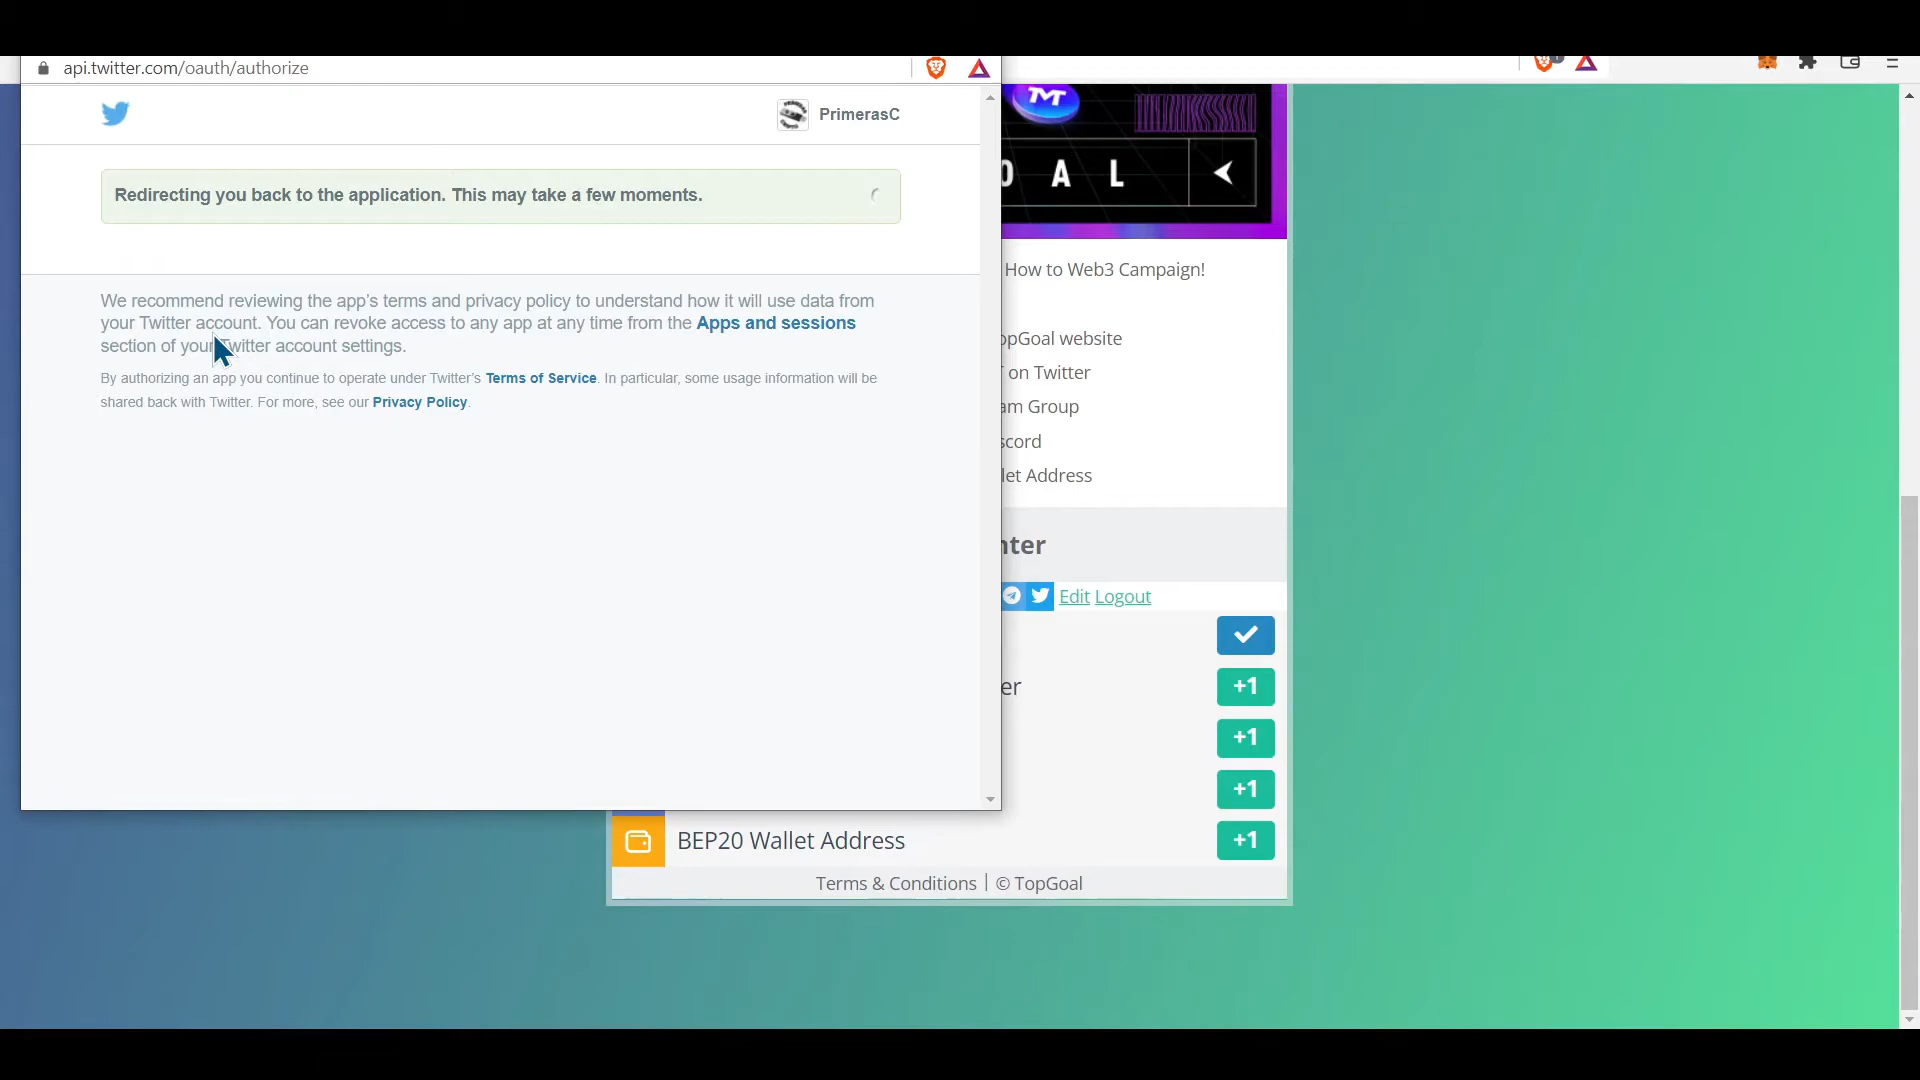 api.twitter.com/oauth/authorize
PrimerasC
Redirecting you back to the application. This may take a few moments.
We recommend reviewing the app's terms and privacy policy to understand how it will use data from
your Twitter account. You can revoke access to any app at any time from the Apps and sessions
section of your Twitter account settings.
By authorizing an app you continue to operate under Twitter's Terms of Service. In particular, some usage information will be
shared back with Twitter. For more, see our Privacy Policy.
O A L
How to Web3 Campaign!
opGoal website
on Twitter
am Group
scord
let Address
nter
Edit Logout
er
+1
+1
+1
BEP20 Wallet Address
+1
Terms & Conditions | © TopGoal